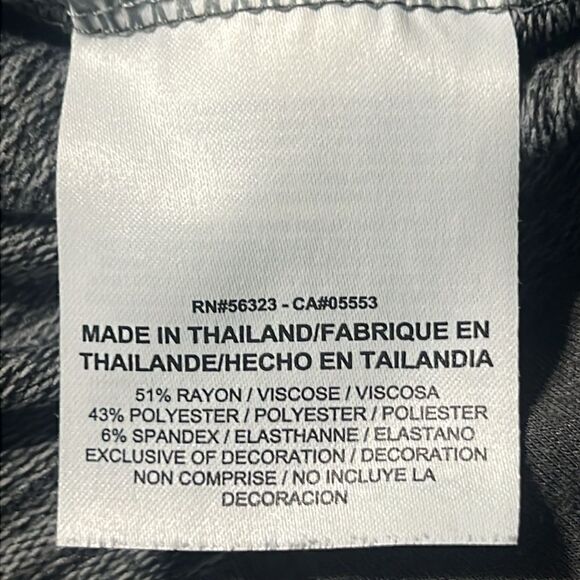 RN#56323 - CA#05553
MADE IN THAILAND/FABRIQUE EN
THAILANDE/HECHO EN TAILANDIA
51% RAYON / VISCOSE / VISCOSA
43% POLYESTER / POLYESTER / POLIESTER
6% SPANDEX / ELASTHANNE / ELASTANO
EXCLUSIVE OF DECORATION / DECORATION
NON COMPRISE / NO INCLUYE LA
DECORACION